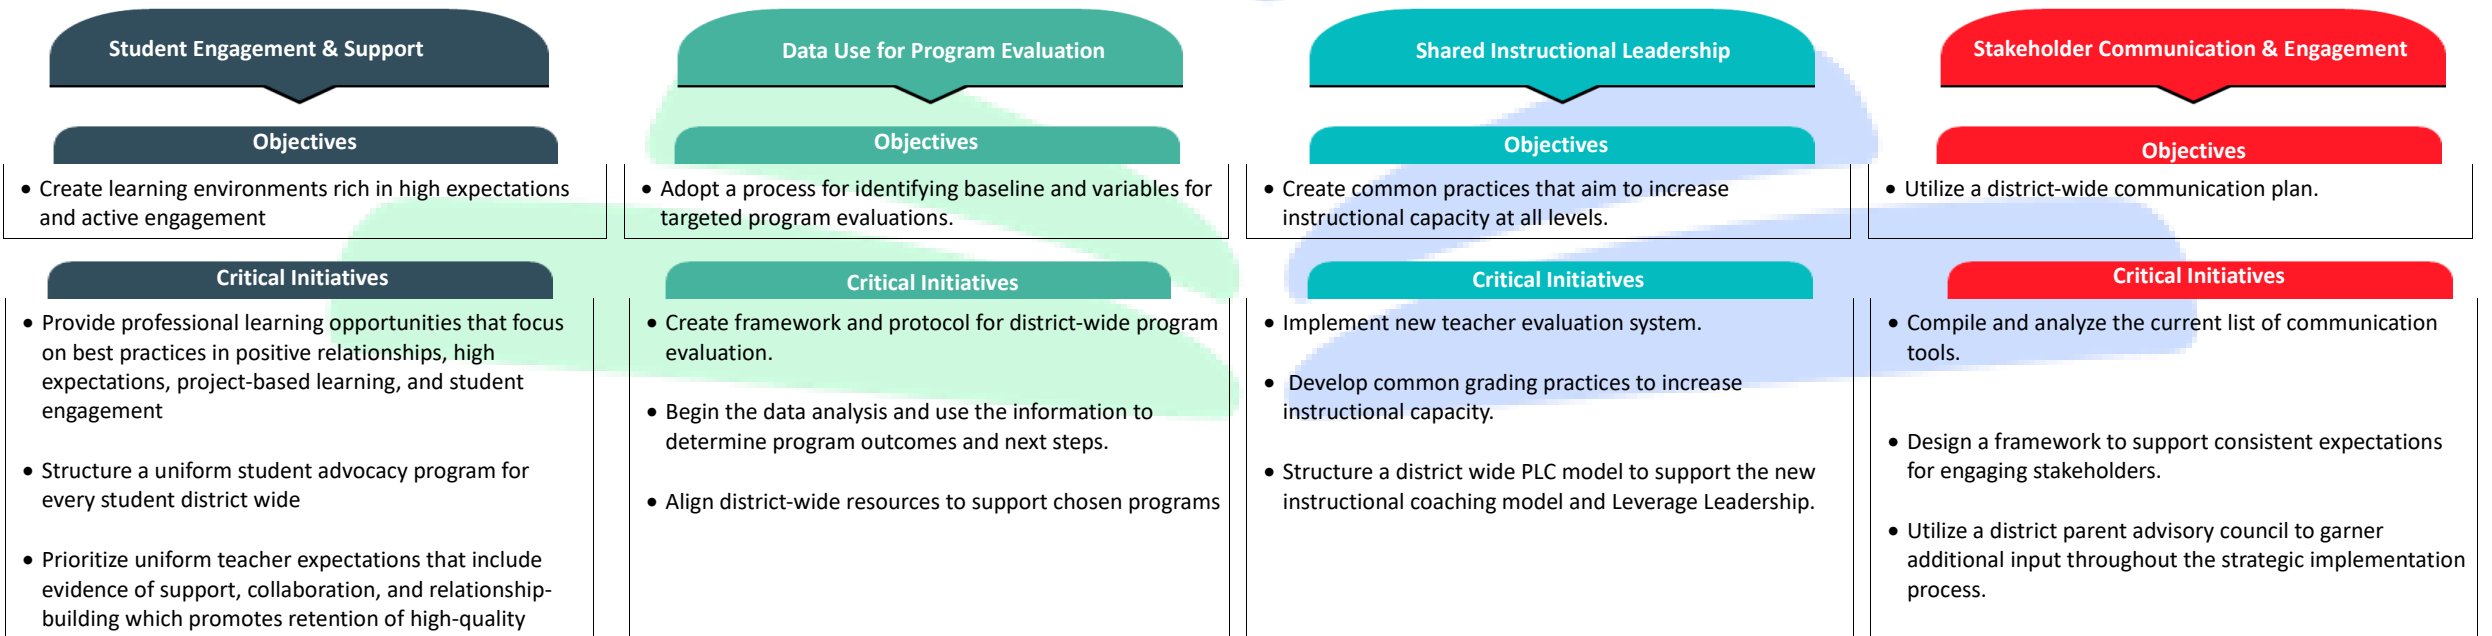 Student Engagement & Support
Objectives
• Create learning environments rich in high expectations
and active engagement
Critical Initiatives
• Provide professional learning opportunities that focus
on best practices in positive relationships, high
expectations, project-based learning, and student
engagement
• Structure a uniform student advocacy program for
every student district wide
• Prioritize uniform teacher expectations that include
evidence of support, collaboration, and relationship-
building which promotes retention of high-quality
Data Use for Program Evaluation
Objectives
• Adopt a process for identifying baseline and variables for
targeted program evaluations.
Critical Initiatives
• Create framework and protocol for district-wide program
evaluation.
• Begin the data analysis and use the information to
determine program outcomes and next steps.
• Align district-wide resources to support chosen programs
Shared Instructional Leadership
Objectives
• Create common practices that aim to increase
instructional capacity at all levels.
Critical Initiatives
• Implement new teacher evaluation system.
• Develop common grading practices to increase
instructional capacity.
• Structure a district wide PLC model to support the new
instructional coaching model and Leverage Leadership.
Stakeholder Communication & Engagement
Objectives
• Utilize a district-wide communication plan.
Critical Initiatives
• Compile and analyze the current list of communication
tools.
• Design a framework to support consistent expectations
for engaging stakeholders.
• Utilize a district parent advisory council to garner
additional input throughout the strategic implementation
process.